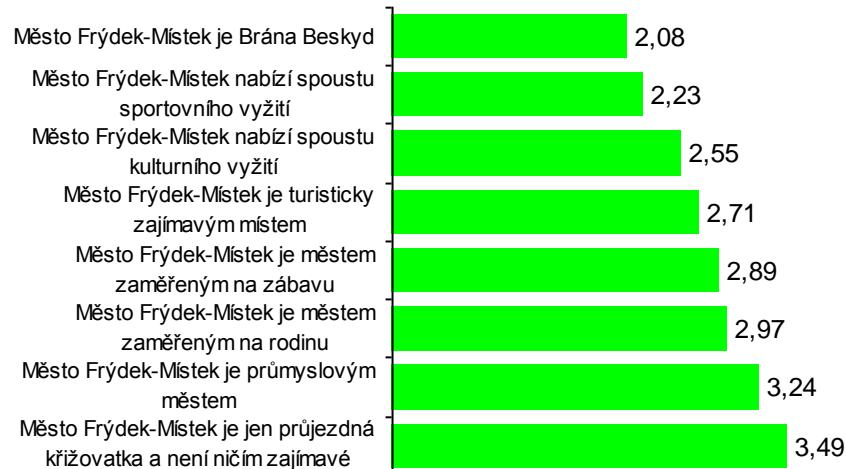 Město Frýdek-Místek je Brána Beskyd
2,08
Město Frýdek-Místek nabízí spoustu
sportovního vyžití
2,23
Město Frýdek-Místek nabízí spoustu
kulturního vyžití
2,55
Město Frýdek-Místek je turisticky
zajímavým místem
2,71
Město Frýdek-Místek je městem
zaměřeným na zábavu
2,89
Město Frýdek-Místek je městem
zaměřeným na rodinu
2,97
Město Frýdek-Místek je průmyslovým
městem
3,24
Město Frýdek-Místek je jen průjezdná
křižovatka a není ničím zajímavé
3,49